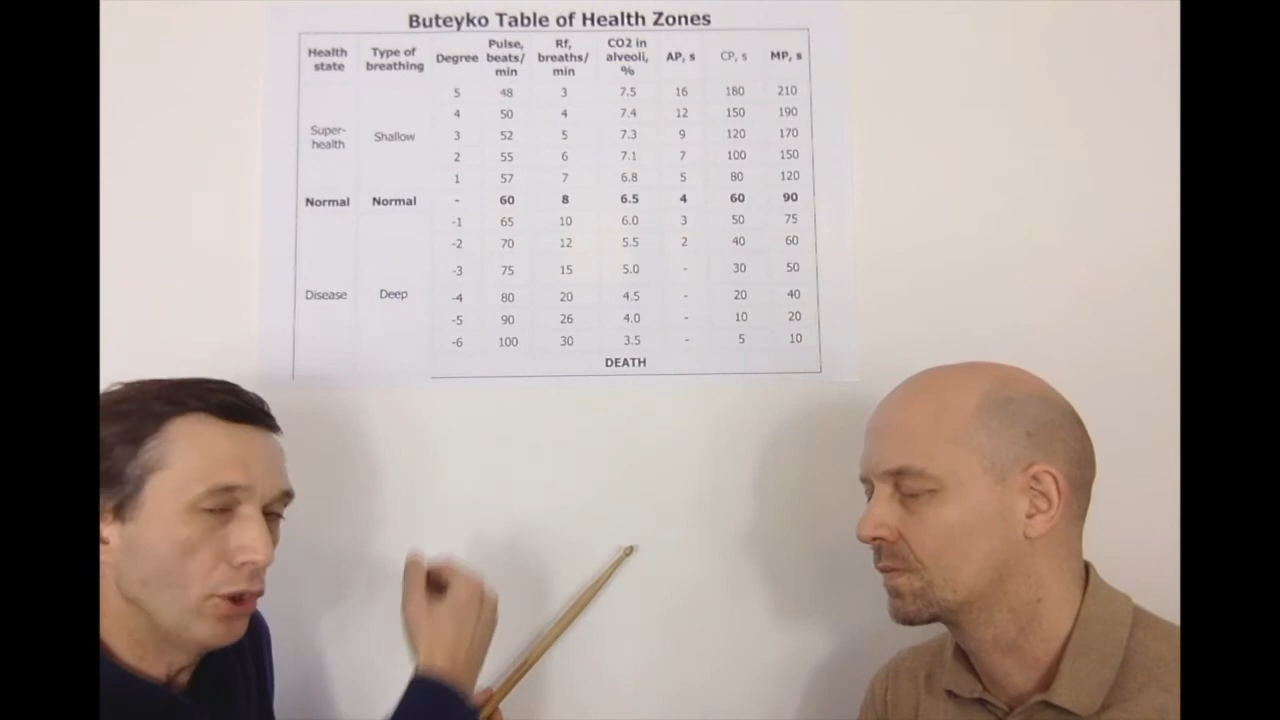 Buteyko Table of Health Zones
Health state Type of breathing Degree Pulse, beats/ min Rf, breaths/ min CO2 in alveoli, % AP, s CP, s MP, s
5 48 3 7.5 16 180 210
4 50 4 7.4 12 150 190
Super-health Shallow 3 52 5 7.3 9 120 170
2 55 6 7.1 7 100 150
1 57 7 6.8 5 80 120
Normal Normal - 60 8 6.5 4 60 90
-1 65 10 6.0 3 50 75
-2 70 12 5.5 2 40 60
-3 75 15 5.0 - 30 50
Disease Deep -4 80 20 4.5 - 20 40
-5 90 26 4.0 - 10 20
-6 100 30 3.5 - 5 10
DEATH